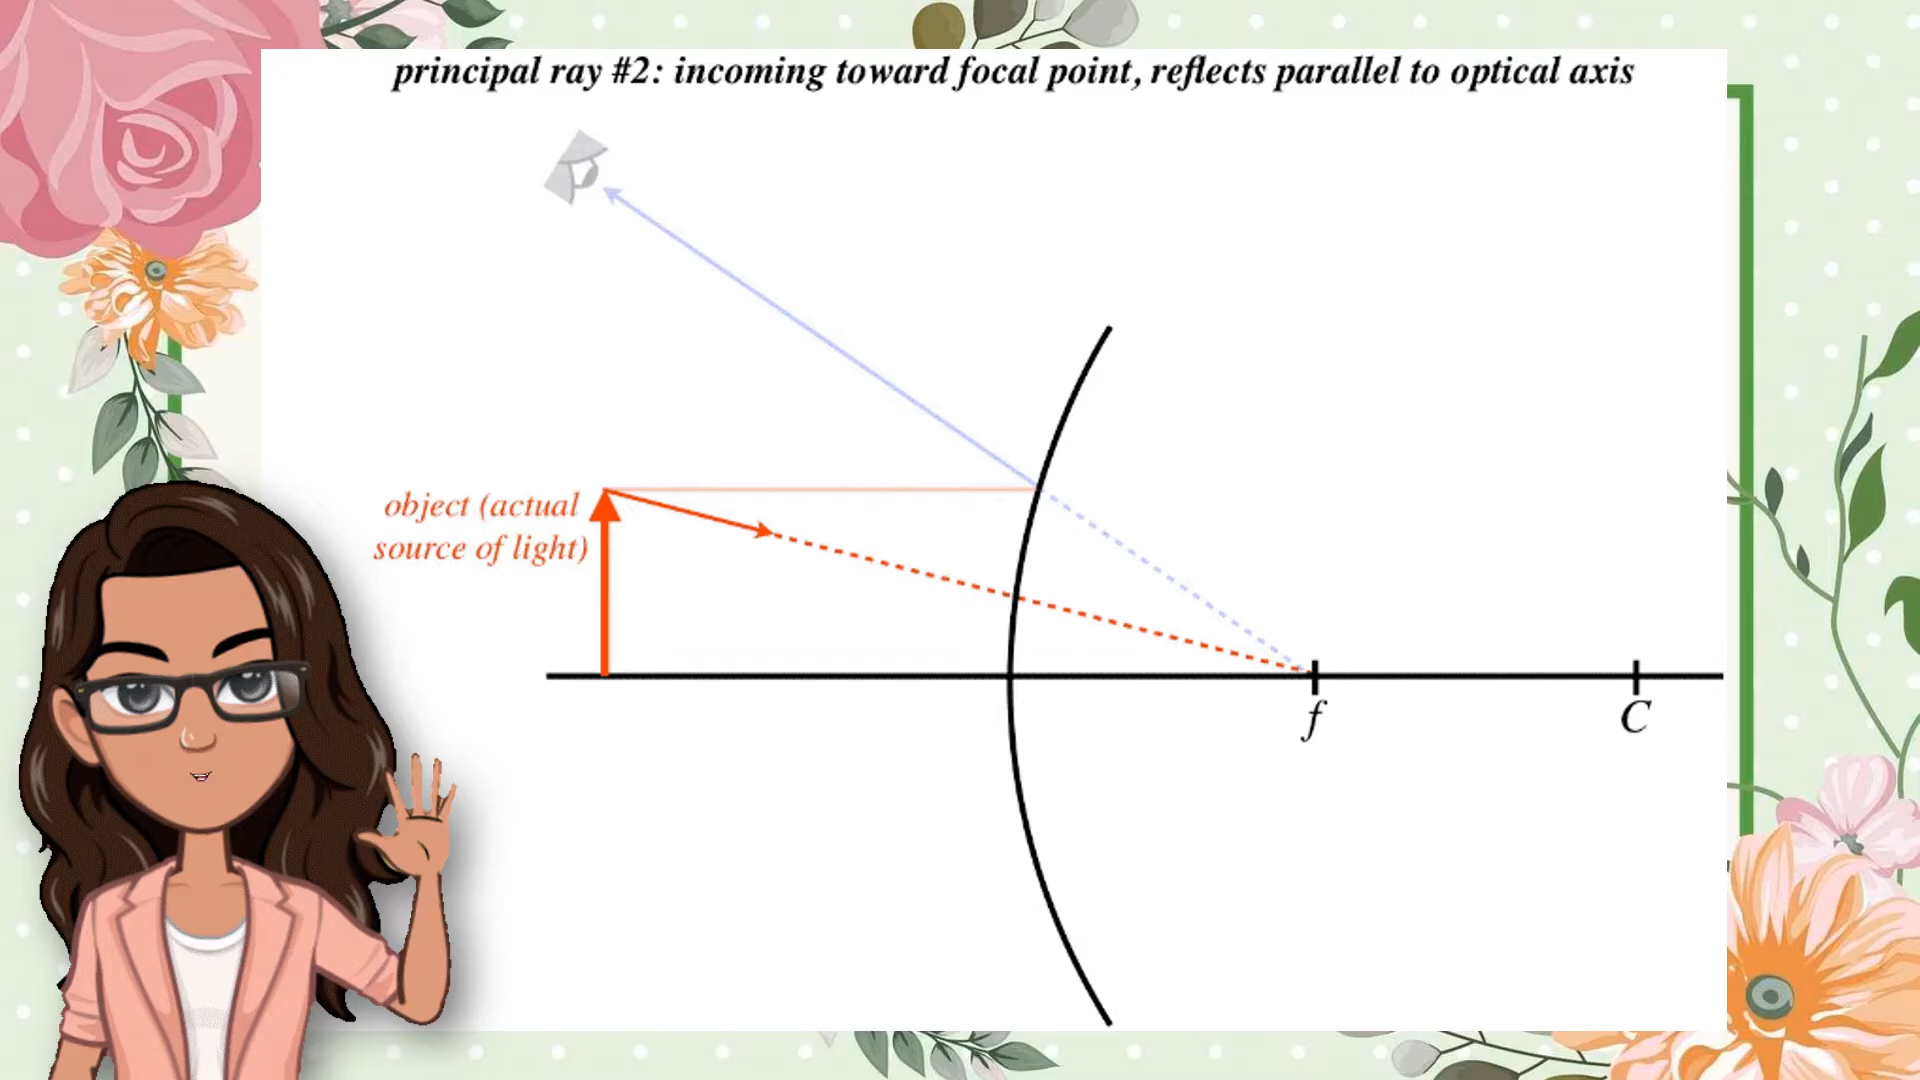 principal ray #2: incoming toward focal point, reflects parallel to optical axis
object (actual
source of light)
f
C